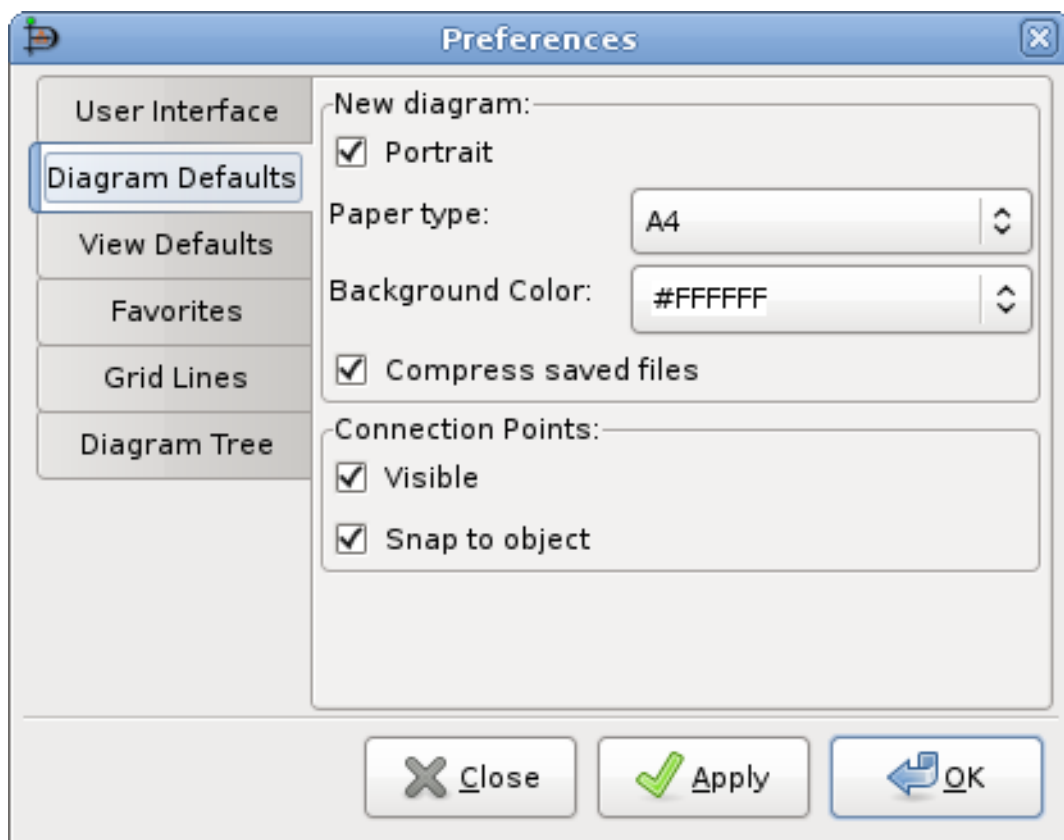 Preferences
User Interface
Diagram Defaults
View Defaults
Favorites
Grid Lines
Diagram Tree
New diagram:
Portrait
Paper type:
A4
Background Color:
#FFFFFF
Compress saved files
Connection Points:
Visible
Snap to object
Close
Apply
OK